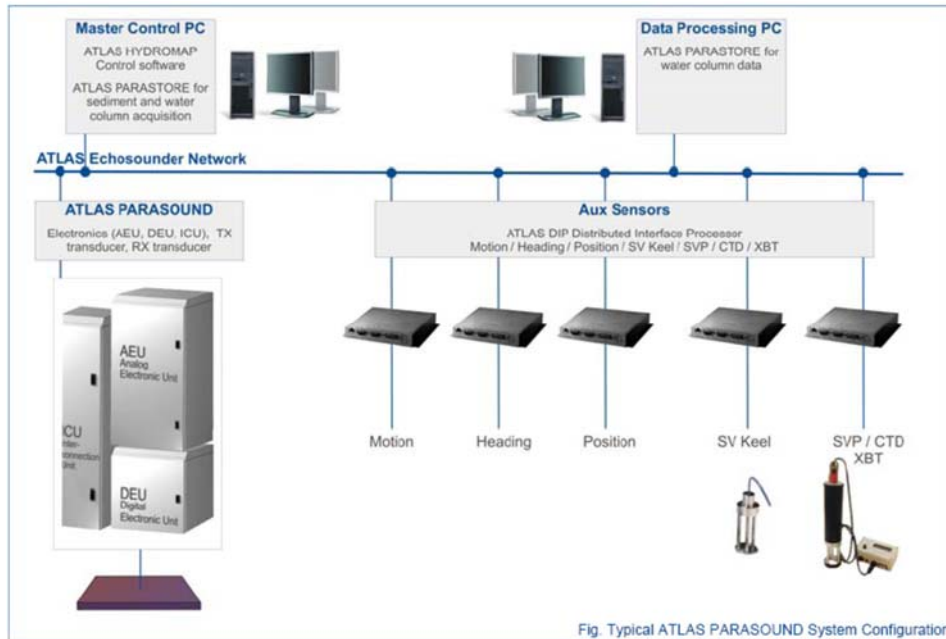 Master Control PC
ATLAS HYDROMAP
Control software
ATLAS PARASTORE for
sediment and water
column acquisition
Data Processing PC
ATLAS PARASTORE for
water column data
ATLAS Echosounder Network
ATLAS PARASOUND
Electronics (AEU, DEU, ICU), TX
transducer, RX transducer
Aux Sensors
ATLAS DIP Distributed Interface Processor
Motion / Heading / Position / SV Keel / SVP / CTD / XBT
AEU
Analog
Electronic Unit
ICU
Inter-
connection
Unit
DEU
Digital
Electronic Unit
Motion
Heading
Position
SV Keel
SVP / CTD
XBT
Fig. Typical ATLAS PARASOUND System Configuration